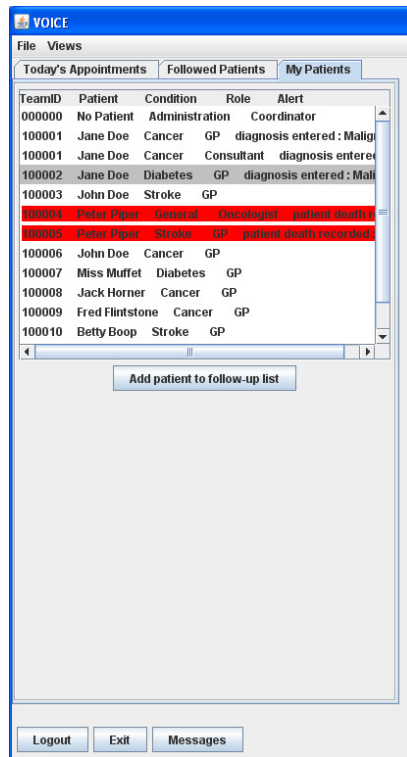 VOICE
File Views
Today's Appointments Followed Patients My Patients
TeamID Patient Condition Role Alert
000000 No Patient Administration Coordinator
100001 Jane Doe Cancer GP diagnosis entered : Malig
100001 Jane Doe Cancer Consultant diagnosis entere
100002 Jane Doe Diabetes GP diagnosis entered : Mali
100003 John Doe Stroke GP
100004 Peter Piper General Oncologist patient death r
100005 Peter Piper Stroke GP patient death recorded :
100006 John Doe Cancer GP
100007 Miss Muffet Diabetes GP
100008 Jack Horner Cancer GP
100009 Fred Flintstone Cancer GP
100010 Betty Boop Stroke GP
Add patient to follow-up list
Logout Exit Messages